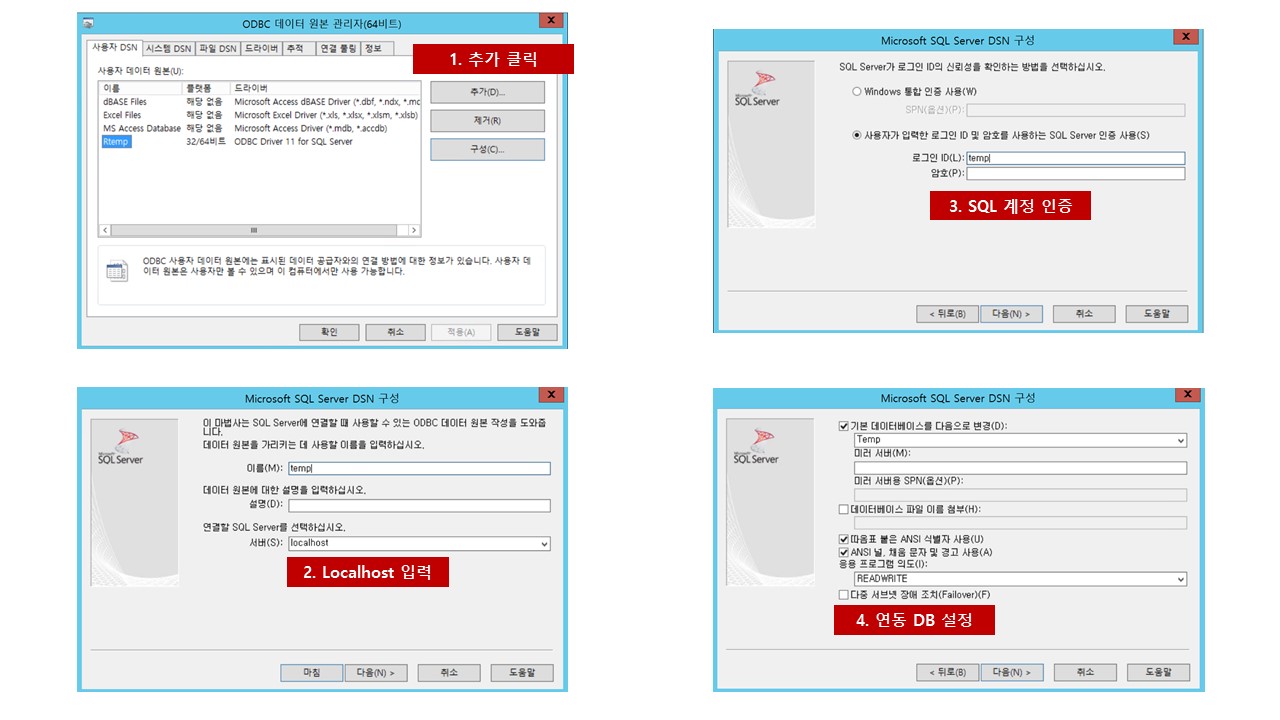 ODBC 데이터 원본 관리자(64비트)
x
사용자 DSN 시스템 DSN 파일 DSN 드라이버 추적 연결 풀링 정보
1. 추가 클릭
사용자 데이터 원본(U):
이름 플랫폼 드라이버
dBASE Files 해당 없음 Microsoft Access dBASE Driver (*.dbf, *.ndx, *.mc
Excel Files 해당 없음 Microsoft Excel Driver (*.xls, *.xlsx, *.xlsm, *.xlsb)
MS Access Database 해당 없음 Microsoft Access Driver (*.mdb, *.accdb)
Rtemp 32/64비트 ODBC Driver 11 for SQL Server
추가(D)...
제거(R)
구성(C)...
ODBC 사용자 데이터 원본에는 표시된 데이터 공급자와의 연결 방법에 대한 정보가 있습니다. 사용자 데
이터 원본은 사용자만 볼 수 있으며 이 컴퓨터에서만 사용 가능합니다.
확인 취소 적용(A) 도움말
Microsoft SQL Server DSN 구성
x
이 마법사는 SQL Server에 연결할 때 사용할 수 있는 ODBC 데이터 원본 작성을 도와줍
니다.
데이터 원본을 가리키는 데 사용할 이름을 입력하십시오.
Microsoft
SQL Server
이름(M): temp
데이터 원본에 대한 설명을 입력하십시오.
설명(D):
연결할 SQL Server를 선택하십시오.
서버(S): localhost
2. Localhost 입력
마침 다음(N) > 취소 도움말
Microsoft SQL Server DSN 구성
x
SQL Server가 로그인 ID의 신뢰성을 확인하는 방법을 선택하십시오.
Microsoft
SQL Server
Windows 통합 인증 사용(W)
SPN(옵션)(P):
사용자가 입력한 로그인 ID 및 암호를 사용하는 SQL Server 인증 사용(S)
로그인 ID(L): temp
암호(P):
3. SQL 계정 인증
< 뒤로(B) 다음(N) > 취소 도움말
Microsoft SQL Server DSN 구성
x
기본 데이터베이스를 다음으로 변경(D):
Temp
Microsoft
SQL Server
미러 서버(M):
미러 서버용 SPN(옵션)(P):
데이터베이스 파일 이름 첨부(H):
따옴표 붙은 ANSI 식별자 사용(U)
ANSI 널, 채움 문자 및 경고 사용(A)
응용 프로그램 의도(I):
READWRITE
다중 서브넷 장애 조치(Failover)(F)
4. 연동 DB 설정
< 뒤로(B) 다음(N) > 취소 도움말